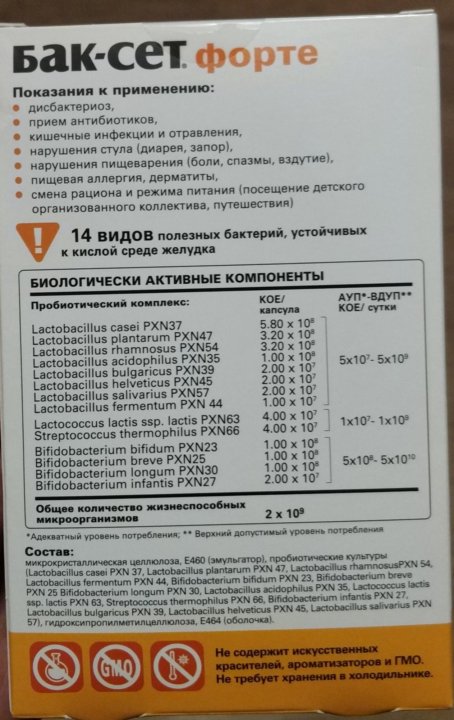 Бак-сет® форте
Показания к применению:
• дисбактериоз,
• прием антибиотиков,
• кишечные инфекции и отравления,
• нарушения стула (диарея, запор),
• нарушения пищеварения (боли, спазмы, вздутие),
• пищевая аллергия, дерматиты,
• смена рациона и режима питания (посещение детского
организованного коллектива, путешествия)
! 14 видов полезных бактерий, устойчивых
к кислой среде желудка
БИОЛОГИЧЕСКИ АКТИВНЫЕ КОМПОНЕНТЫ
Пробиотический комплекс: КОЕ/капсула АУП*-ВДУП** КОЕ/ сутки
Lactobacillus casei PXN37 5.80 x 10⁸
Lactobacillus plantarum PXN47 3.20 x 10⁸
Lactobacillus rhamnosus PXN54 3.20 x 10⁸
Lactobacillus acidophilus PXN35 1.00 x 10⁸
Lactobacillus bulgaricus PXN39 2.00 x 10⁷ 5x10⁷- 5x10⁹
Lactobacillus helveticus PXN45 2.00 x 10⁷
Lactobacillus salivarius PXN57 2.00 x 10⁷
Lactobacillus fermentum PXN 44 1.00 x 10⁷
Lactococcus lactis ssp. lactis PXN63 4.00 x 10⁷ 1x10⁷- 1x10⁹
Streptococcus thermophilus PXN66 4.00 x 10⁷
Bifidobacterium bifidum PXN23 1.00 x 10⁸
Bifidobacterium breve PXN25 1.00 x 10⁸
Bifidobacterium longum PXN30 1.00 x 10⁸ 5x10⁸- 5x10¹⁰
Bifidobacterium infantis PXN27 2.00 x 10⁷
Общее количество жизнеспособных
микроорганизмов 2 x 10⁹
*Адекватный уровень потребления; ** Верхний допустимый уровень потребления
Состав:
микрокристаллическая целлюлоза, Е460 (эмульгатор), пробиотические культуры
(Lactobacillus casei PXN 37, Lactobacillus plantarum PXN 47, Lactobacillus rhamnosusPXN 54,
Lactobacillus fermentum PXN 44, Bifidobacterium bifidum PXN 23, Bifidobacterium breve
PXN 25 Bifidobacterium longum PXN 30, Lactobacillus acidophilus PXN 35, Lactococcus lactis
ssp. lactis PXN 63, Streptococcus thermophilus PXN 66, Bifidobacterium infantis PXN 27,
Lactobacillus bulgaricus PXN 39, Lactobacillus helveticus PXN 45, Lactobacillus salivarius PXN
57), гидроксипропилметилцеллюлоза, Е464 (оболочка).
GMO
Не содержит искусственных
красителей, ароматизаторов и ГМО.
Не требует хранения в холодильнике.